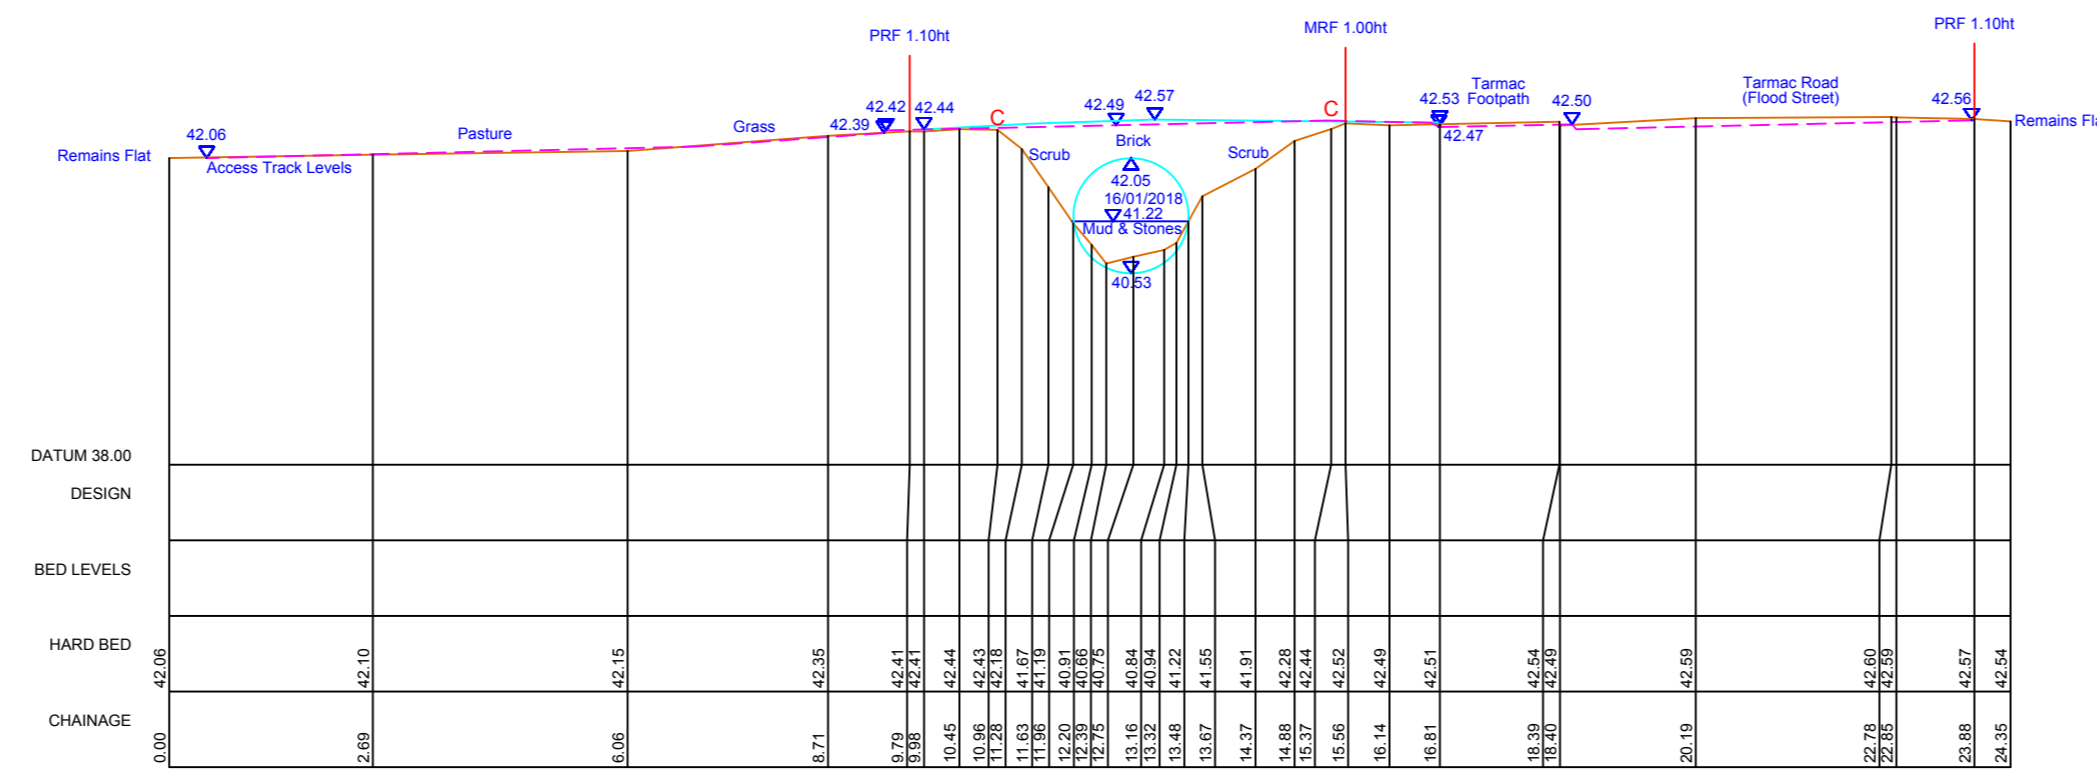 PRF 1.10ht
MRF 1.00ht
PRF 1.10ht
Remains Flat
42.06
Access Track Levels
Pasture
Grass
42.39
42.42
42.44
C
Scrub
42.49
42.57
Brick
42.05
16/01/2018
41.22
Mud & Stones
40.53
Scrub
C
42.53
42.47
Tarmac
Footpath
42.50
Tarmac Road
(Flood Street)
42.56
Remains Fla
DATUM 38.00
DESIGN
BED LEVELS
HARD BED
42.06 42.10 42.15 42.35 42.41 42.41 42.44 42.43 42.18 41.67 41.19 40.91 40.66 40.75 40.84 40.94 41.22 41.55 41.91 42.28 42.44 42.52 42.49 42.51 42.54 42.49 42.59 42.60 42.59 42.57 42.54
CHAINAGE
0.00 2.69 6.06 8.71 9.79 9.98 10.45 10.96 11.28 11.63 11.96 12.20 12.39 12.75 13.16 13.32 13.48 13.67 14.37 14.88 15.37 15.56 16.14 16.81 18.39 18.40 20.19 22.78 22.85 23.88 24.35